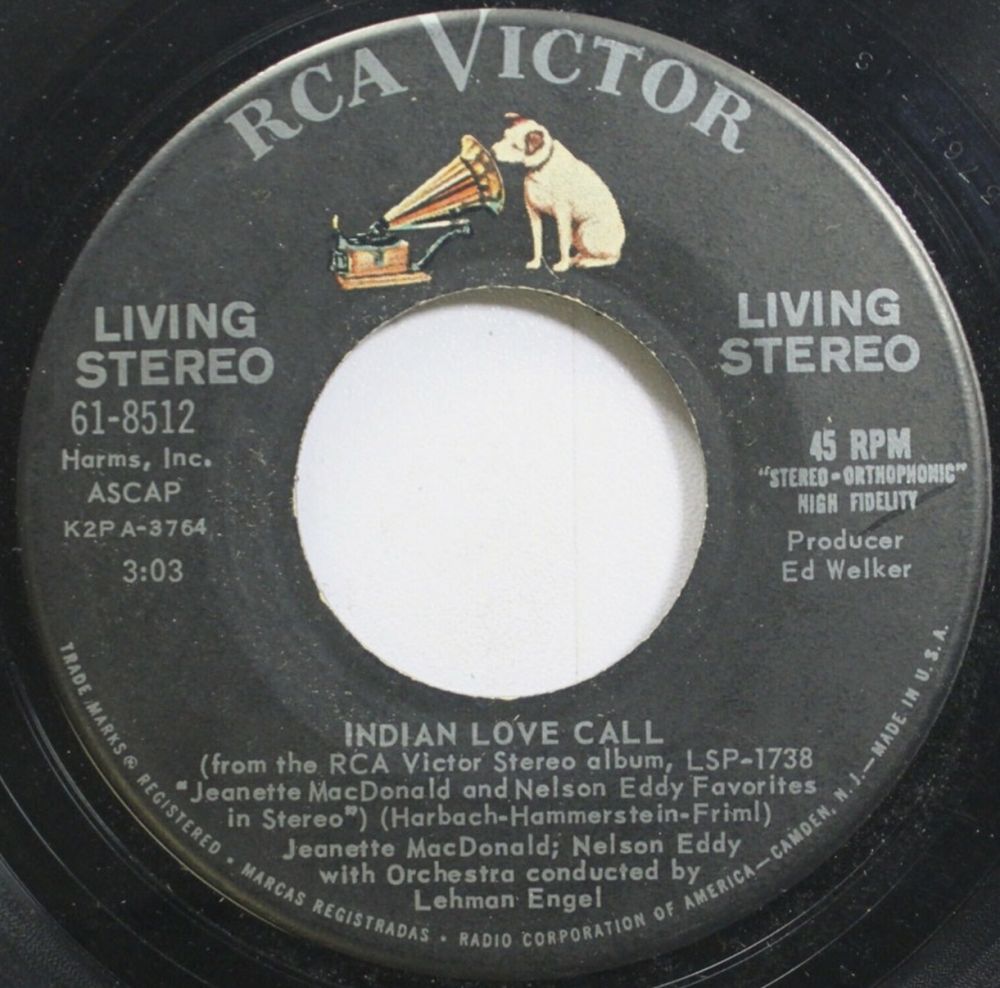 RCA VICTOR
LIVING
STEREO
61-8512
Harms, Inc.
ASCAP
K2PA-3764
3:03
LIVING
STEREO
45 RPM
"STEREO-ORTHOPHONIC"
HIGH FIDELITY
Producer
Ed Welker
INDIAN LOVE CALL
(from the RCA Victor Stereo album, LSP-1738
"Jeanette MacDonald and Nelson Eddy Favorites
in Stereo") (Harbach-Hammerstein-Friml)
Jeanette MacDonald; Nelson Eddy
with Orchestra conducted by
Lehman Engel
TRADE MARKS ® REGISTERED • MARCAS REGISTRADAS • RADIO CORPORATION OF AMERICA—CAMDEN, N. J.—MADE IN U. S. A.